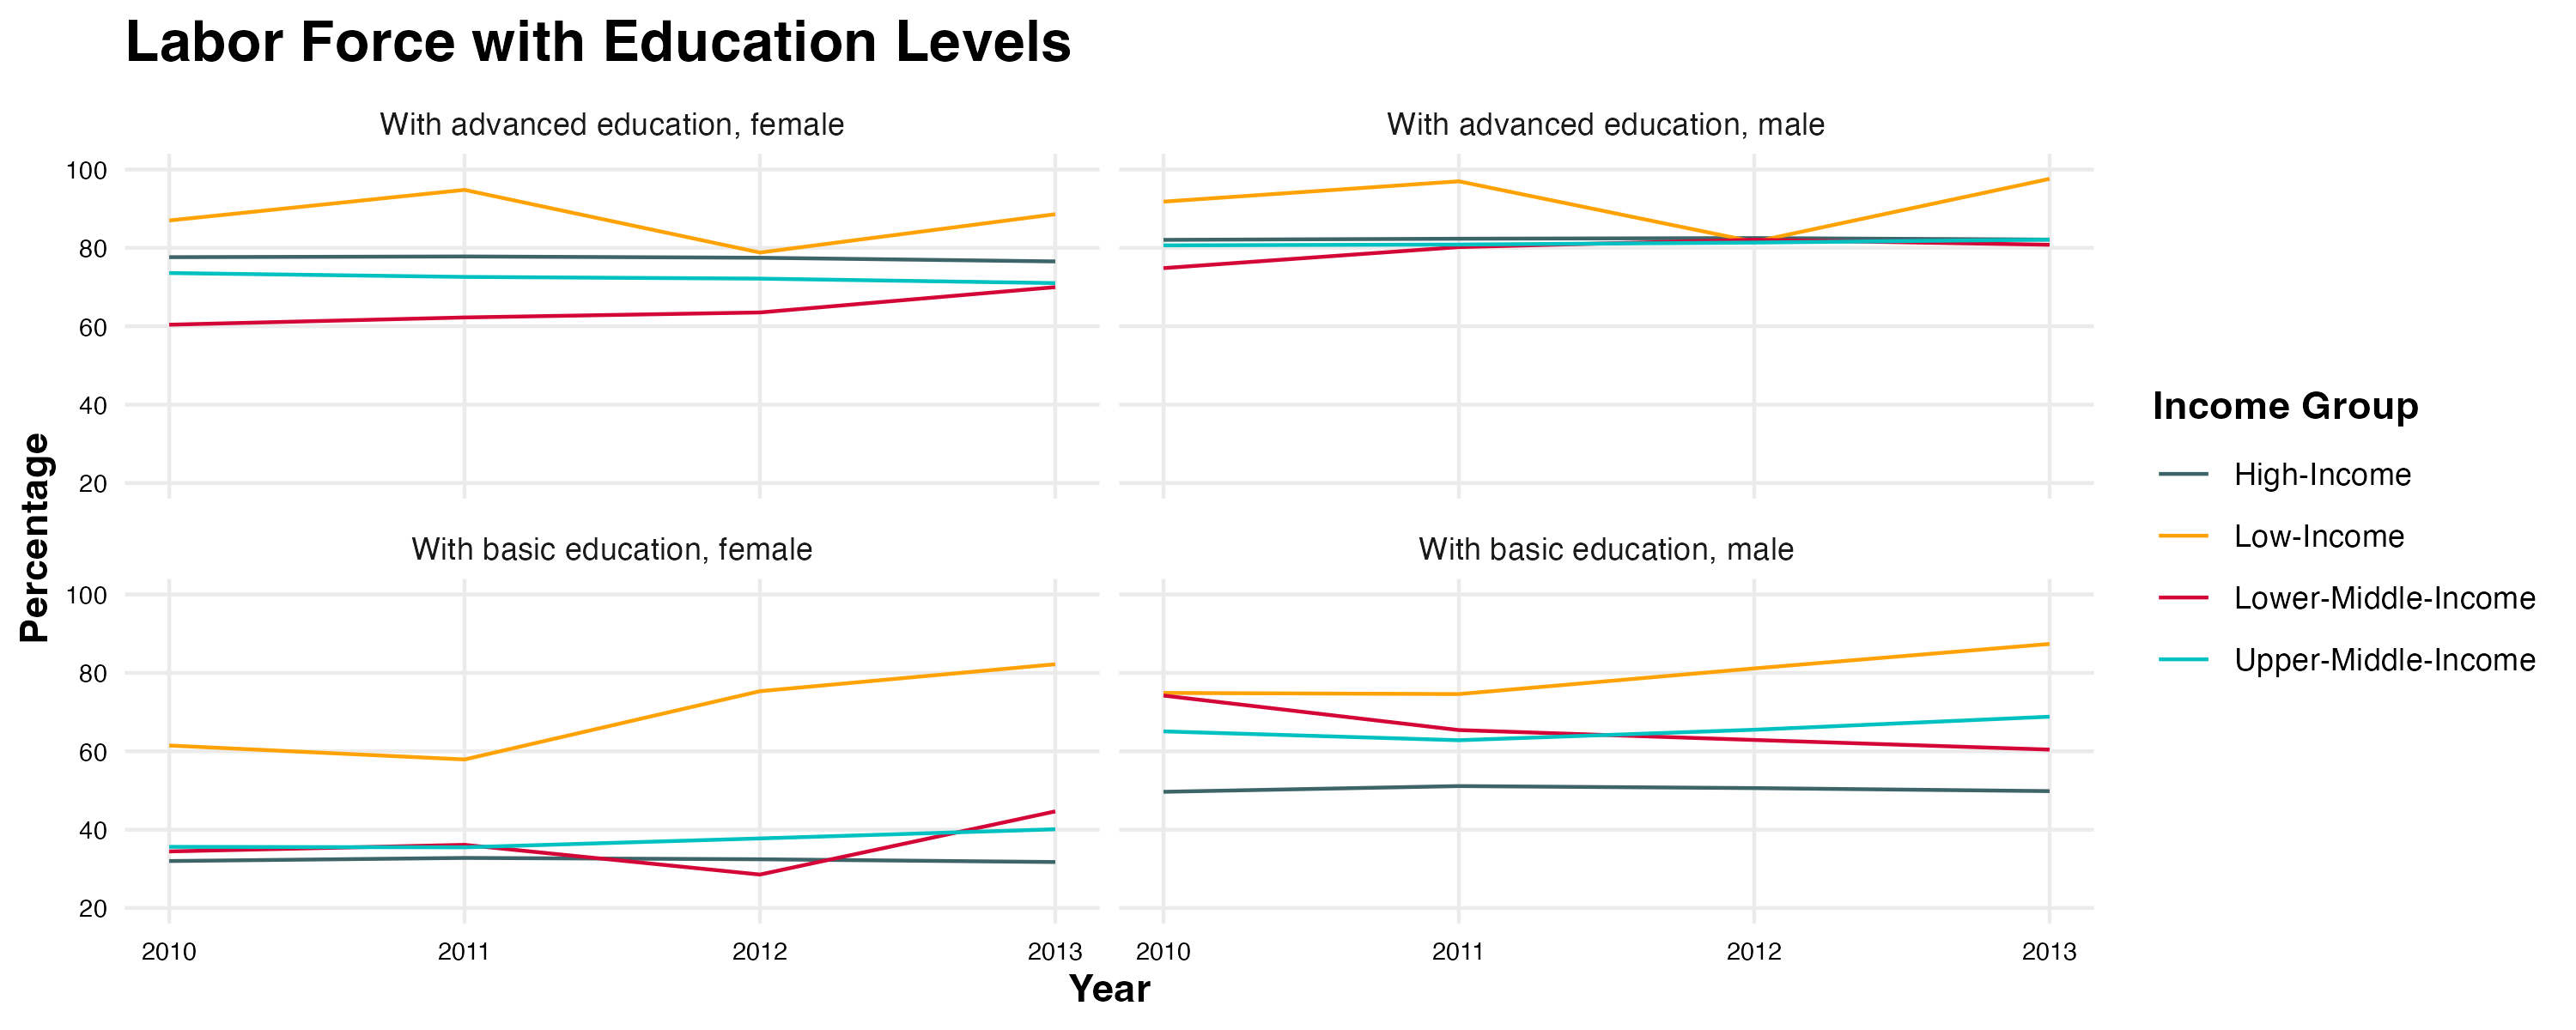 Labor Force with Education Levels
With advanced education, female
With advanced education, male
100
80
60
40
20
With basic education, female
With basic education, male
100
80
60
40
20
2010
2011
2012
2013
2010
2011
2012
2013
Year
Percentage
Income Group
High-Income
Low-Income
Lower-Middle-Income
Upper-Middle-Income